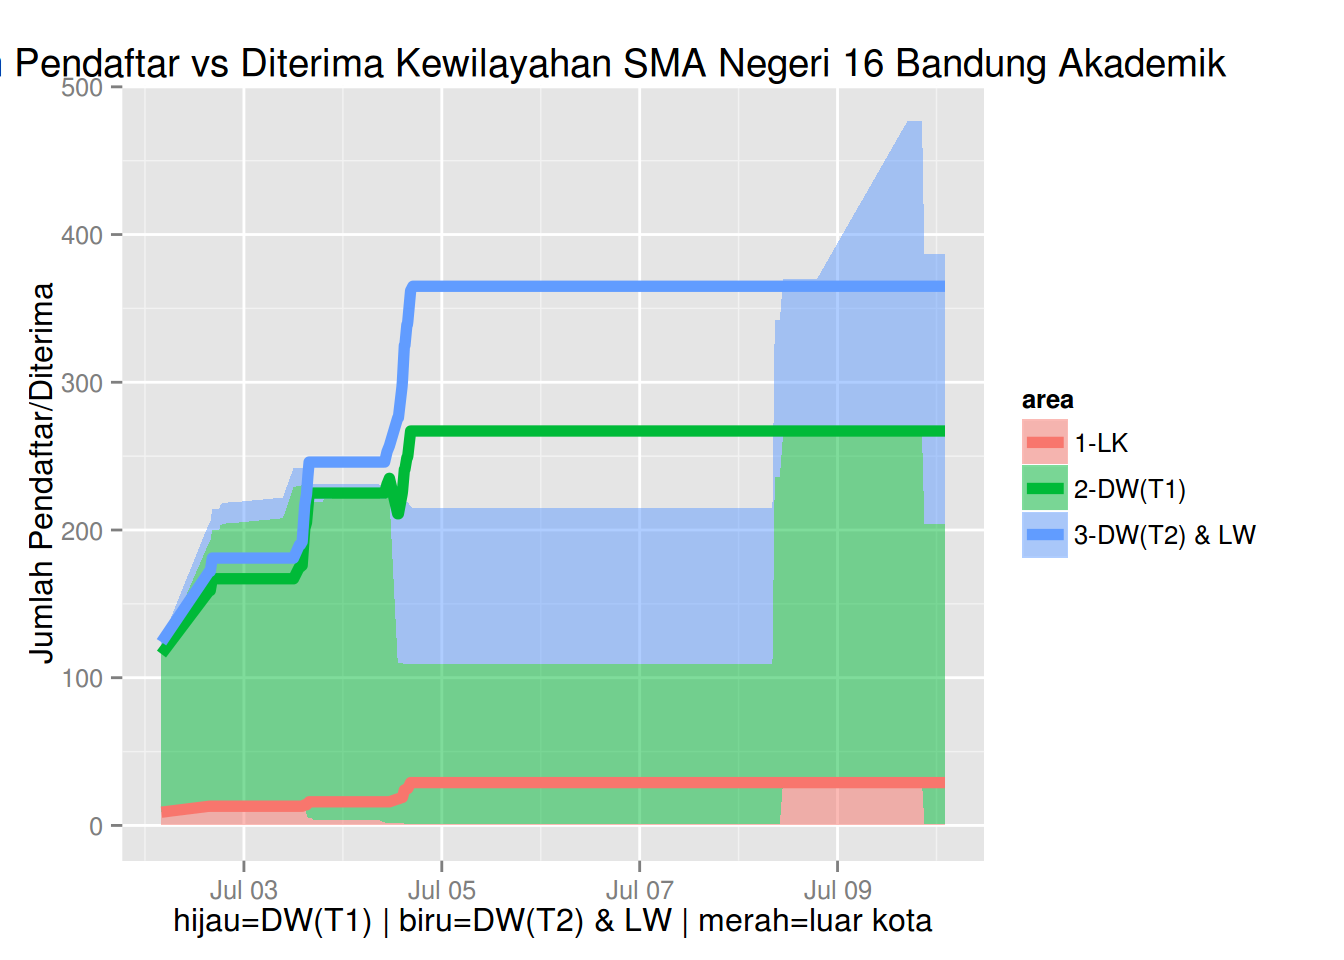 Pendaftar vs Diterima Kewilayahan SMA Negeri 16 Bandung Akademik
Jumlah Pendaftar/Diterima
500
400
300
200
100
0
Jul 03 Jul 05 Jul 07 Jul 09
hijau=DW(T1) | biru=DW(T2) & LW | merah=luar kota
area
1-LK
2-DW(T1)
3-DW(T2) & LW